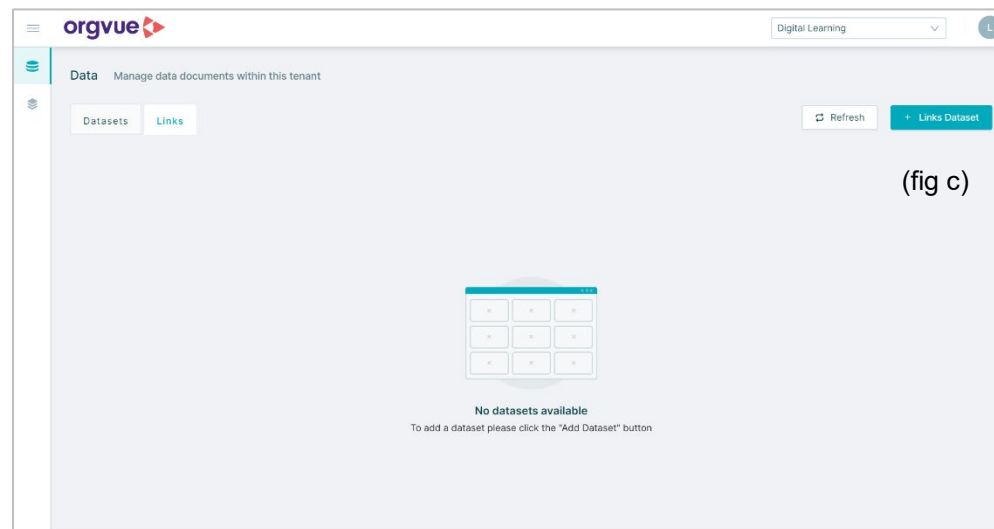 orgvue
Digital Learning
L
Data Manage data documents within this tenant
Datasets Links
Refresh + Links Dataset
(fig c)
No datasets available
To add a dataset please click the "Add Dataset" button